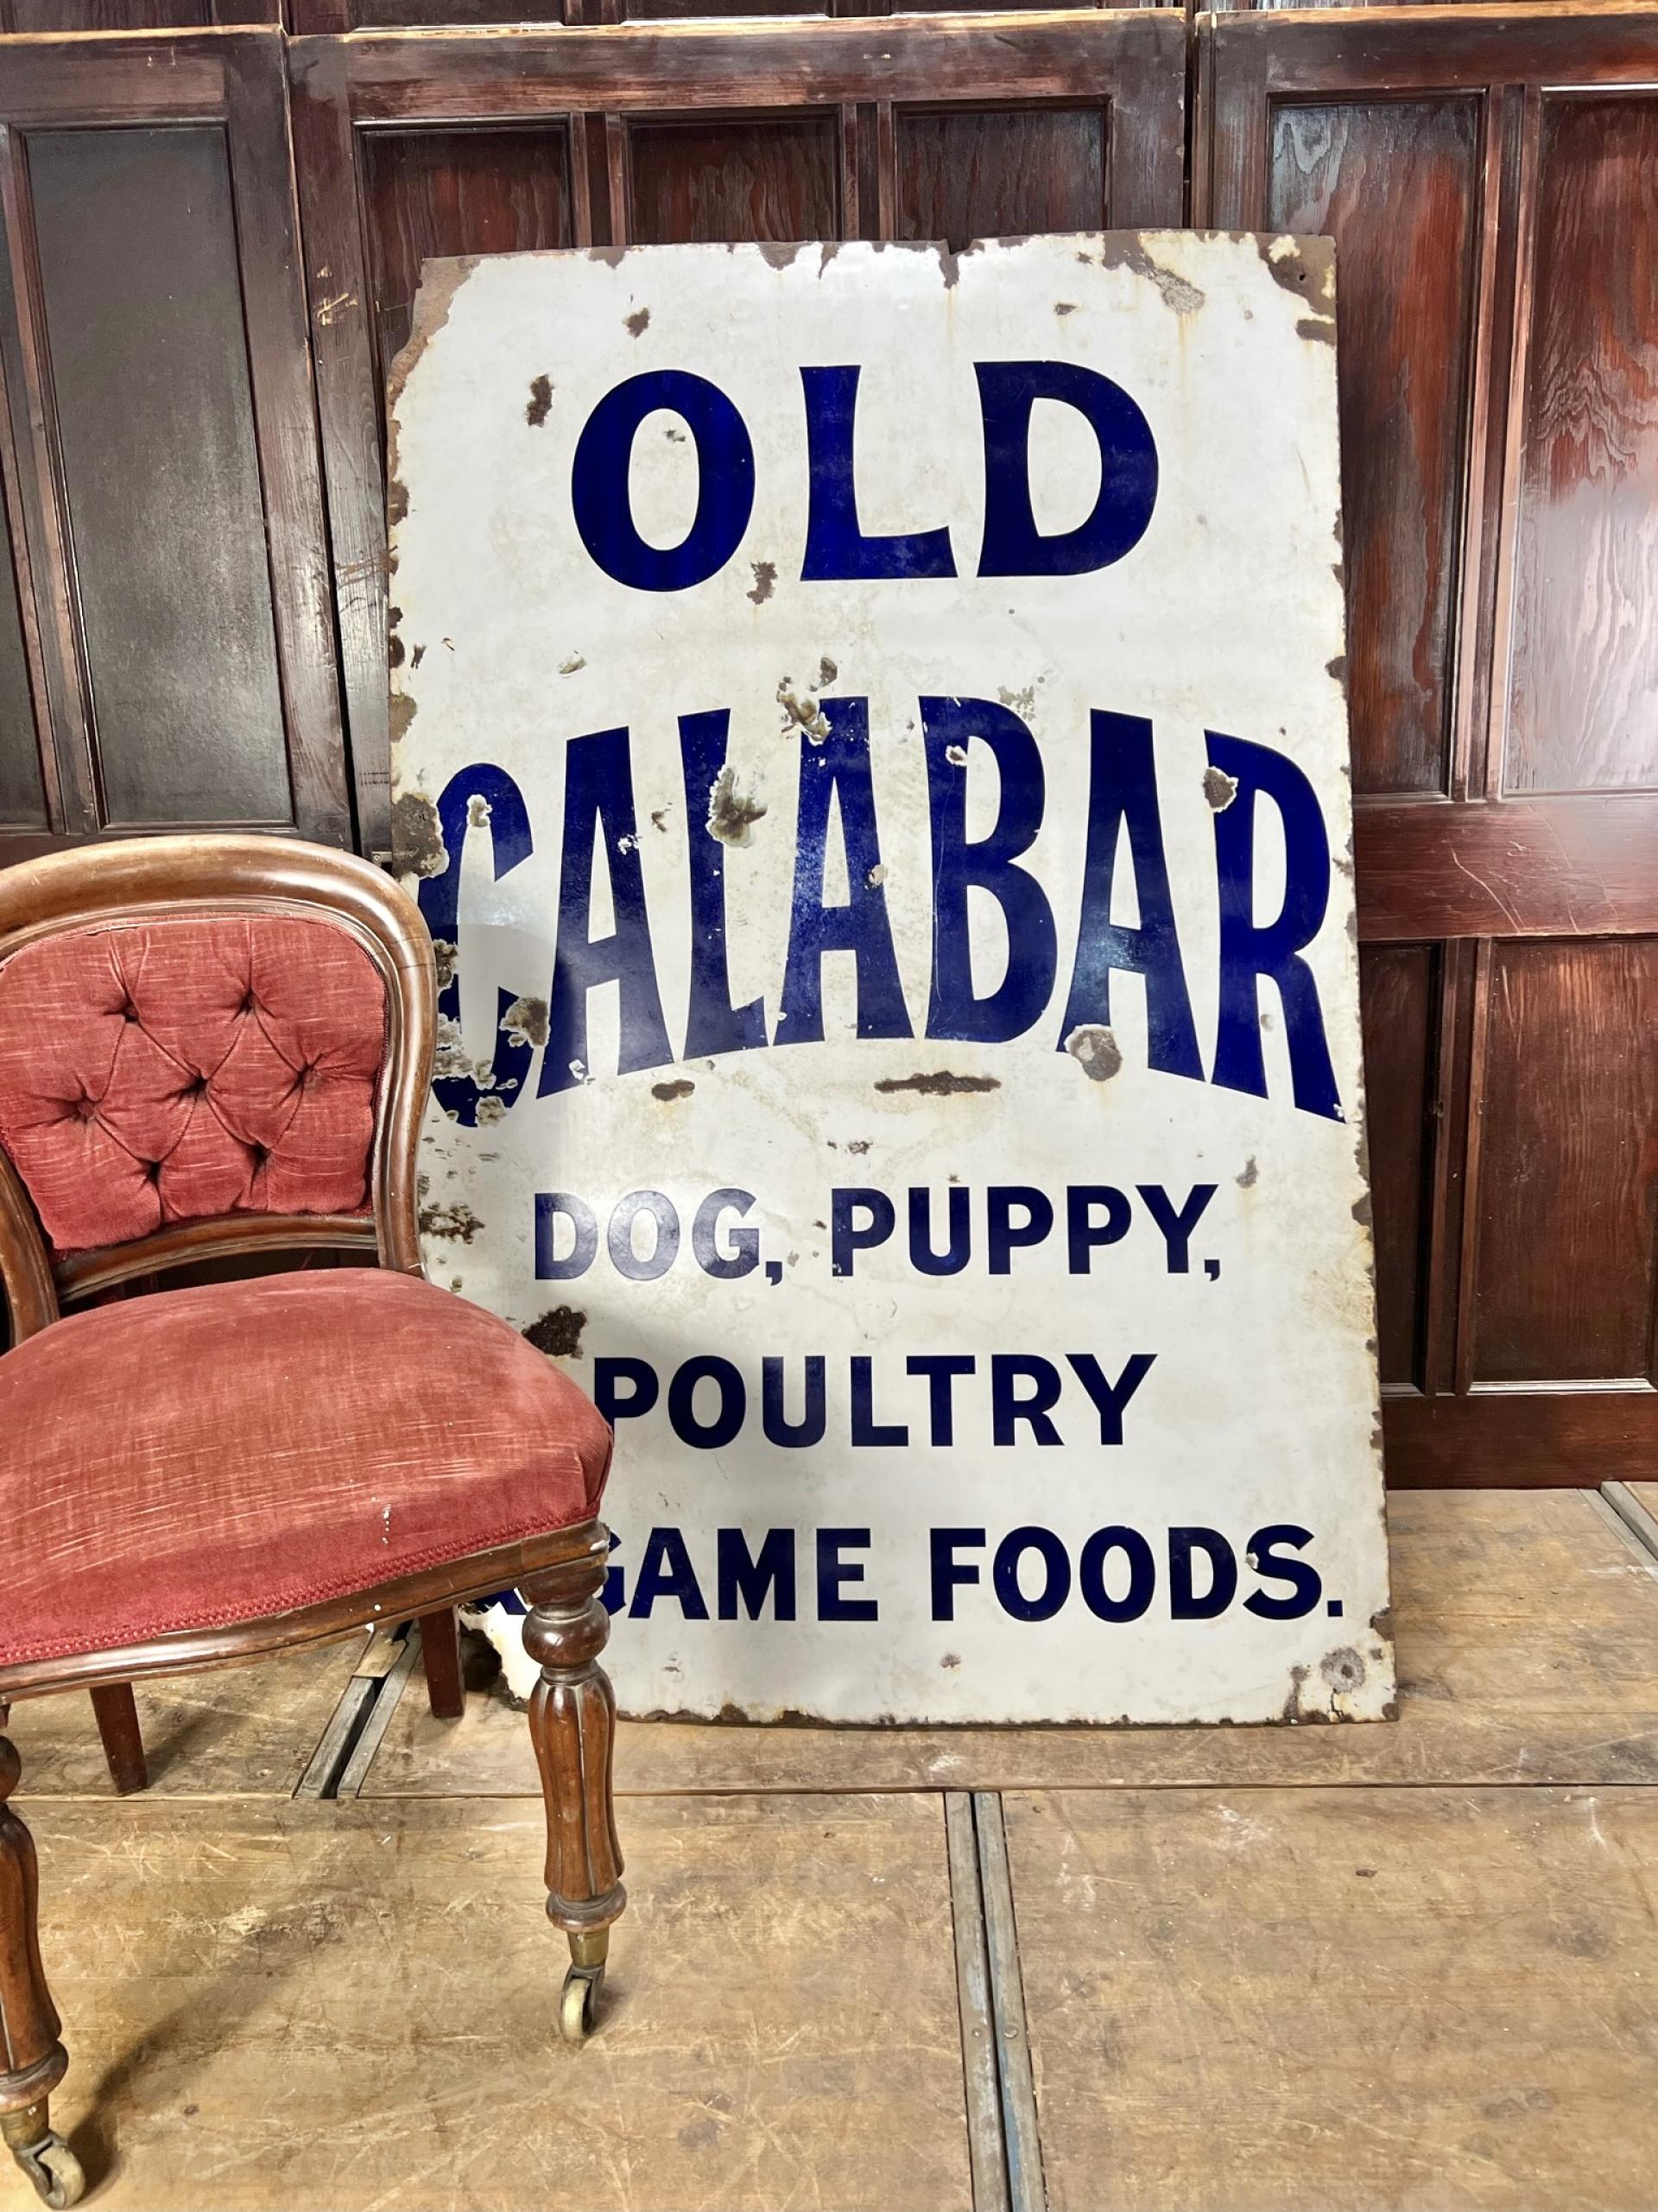 OLD
CALABAR
DOG, PUPPY,
POULTRY
& GAME FOODS.